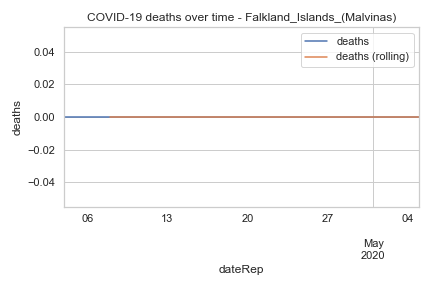 COVID-19 deaths over time - Falkland_Islands_(Malvinas)
deaths
deaths (rolling)
0.04
0.02
0.00
−0.02
−0.04
deaths
06 13 20 27 04
May
2020
dateRep